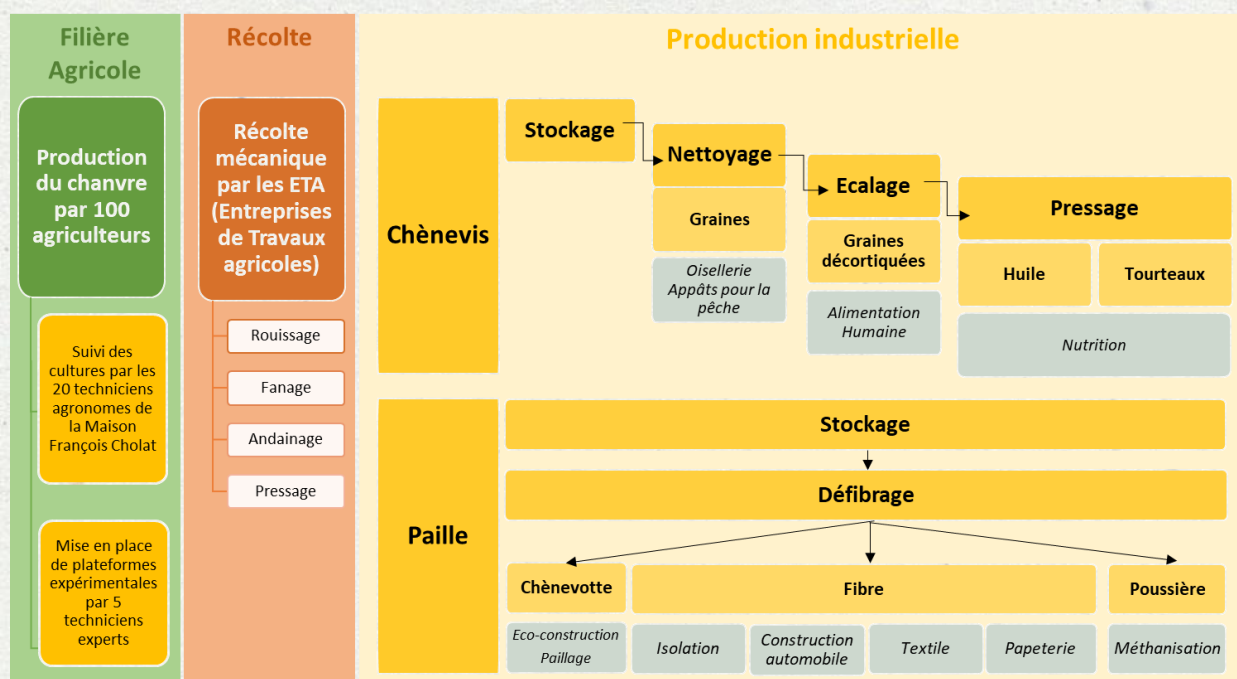 Filière
Agricole
Production
du chanvre
par 100
agriculteurs
Suivi des
cultures par les
20 techniciens
agronomes de
la Maison
François Cholat
Mise en place
de plateformes
expérimentales
par 5
techniciens
experts
Récolte
Récolte
mécanique
par les ETA
(Entreprises
de Travaux
agricoles)
Rouissage
Fanage
Andainage
Pressage
Production industrielle
Chènevis
Stockage
Nettoyage
Graines
Oisellerie
Appâts pour la
pêche
Ecalage
Graines
décortiquées
Alimentation
Humaine
Pressage
Huile
Tourteaux
Nutrition
Paille
Stockage
Défibrage
Chènevotte
Fibre
Poussière
Eco-construction
Paillage
Isolation
Construction
automobile
Textile
Papeterie
Méthanisation